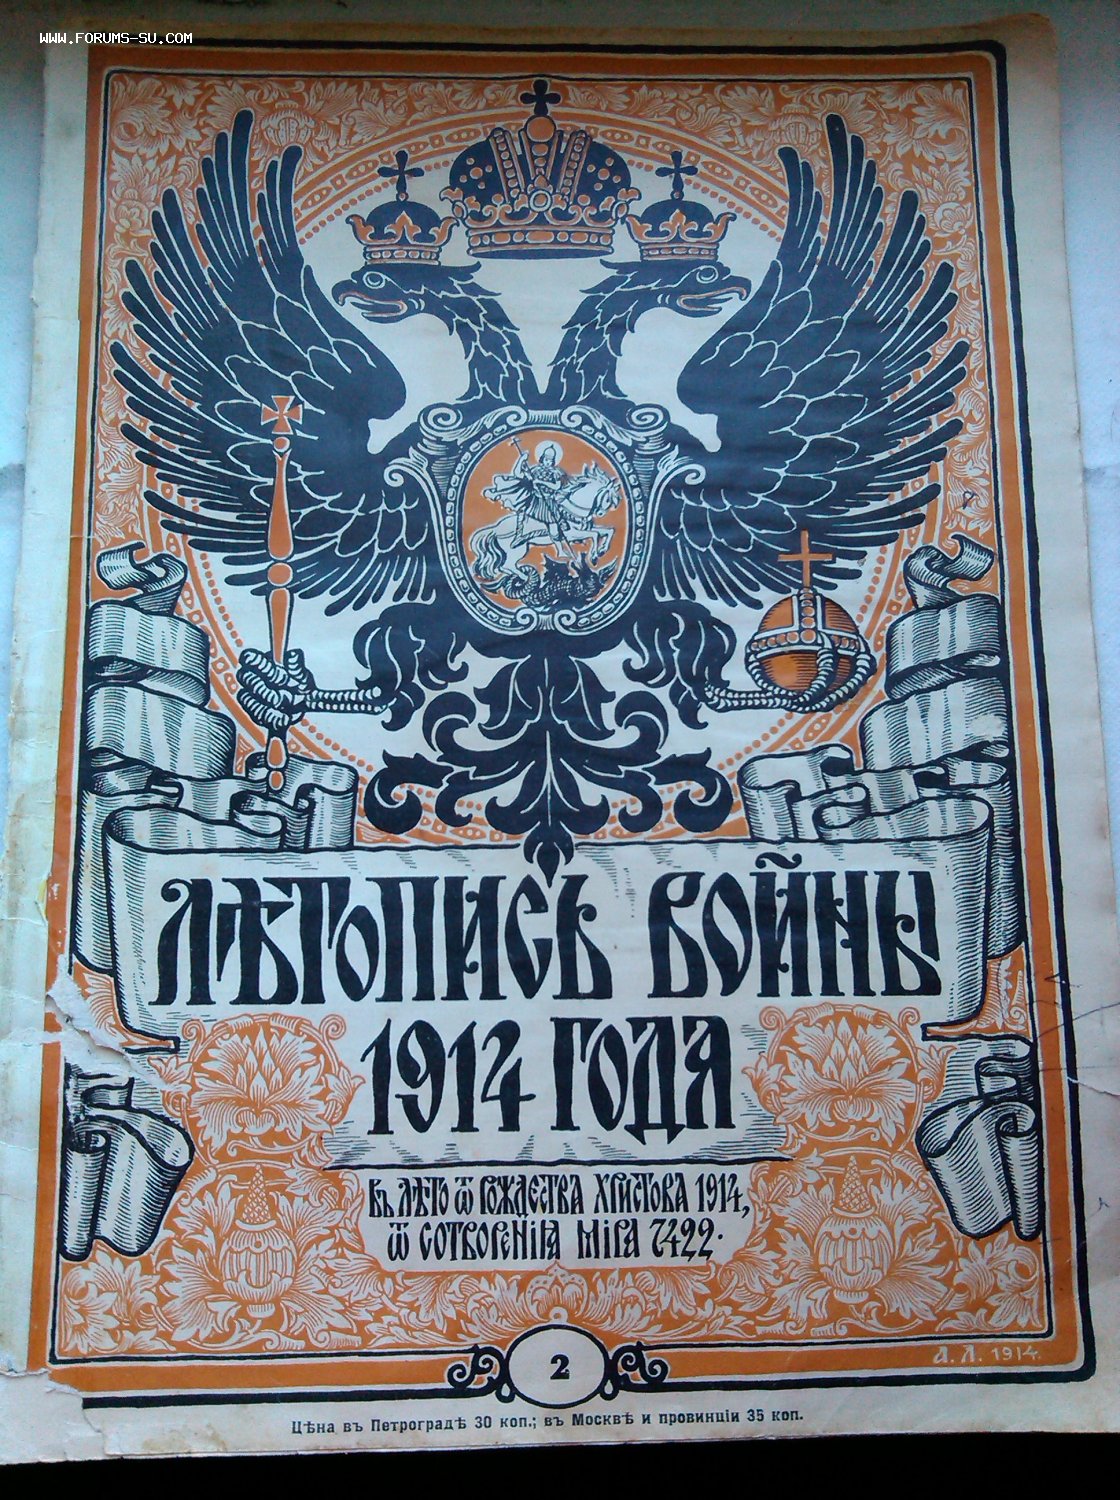 WWW.FORUMS-SU.COM
ЛѢТОПИСЬ ВОЙНЫ
1914 ГОДА
ВЪ ЛѢТО Ѿ РОЖДЕСТВА ХРИСТОВА 1914,
Ѿ СОТВОРЕНІЯ МІРА 7422.
Л. Л. 1914.
2
Цѣна въ Петроградѣ 30 коп.; въ Москвѣ и провинціи 35 коп.